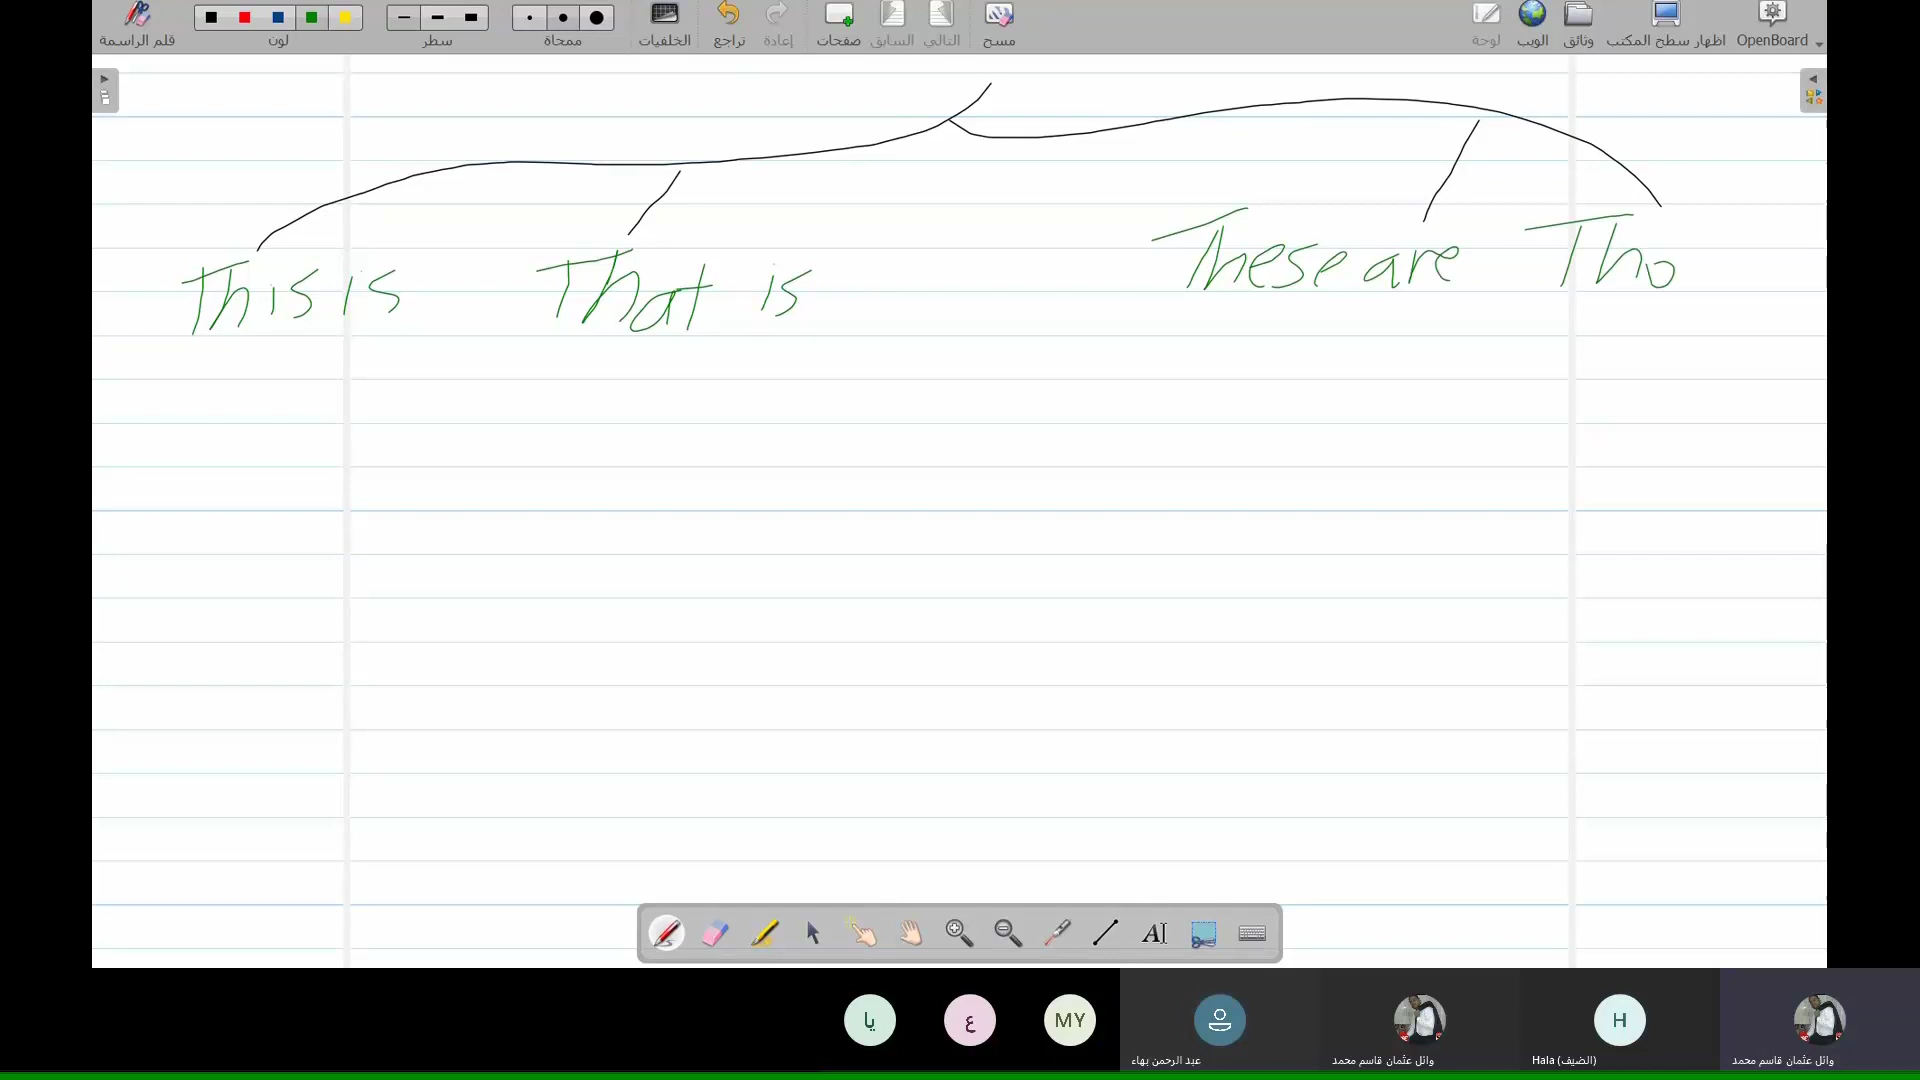 قلم الراسمة لون سطر ممحاة الخلفيات تراجع إعادة صفحات السابق التالي مسح لوحة الويب وثائق اظهار سطح المكتب OpenBoard
This is That is These are Tho
AI
يا ع MY H
عبد الرحمن بهاء وائل عثمان قاسم محمد Hala (الضيف) وائل عثمان قاسم محمد